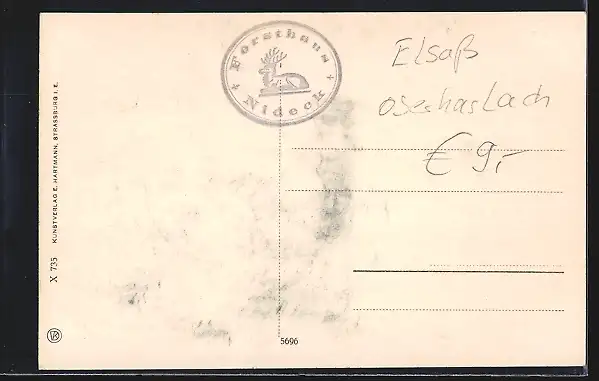 Forsthaus
Nideck
Elsaß
Oberhaslach
€ 9,-
KUNSTVERLAG E. HARTMANN, STRASSBURG I. E.
X 735
5696